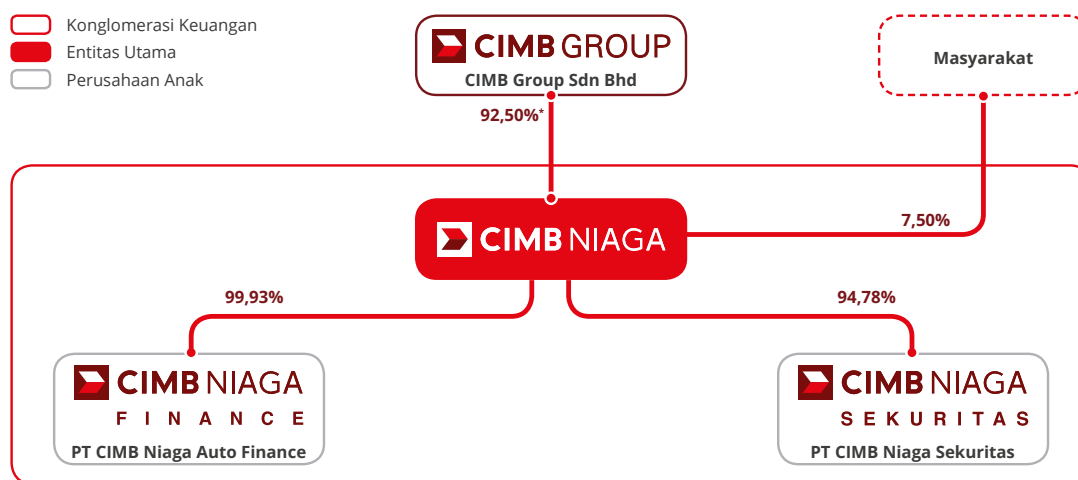 Konglomerasi Keuangan
Entitas Utama
Perusahaan Anak
CIMB GROUP
CIMB Group Sdn Bhd
Masyarakat
92,50%*
CIMB NIAGA
7,50%
99,93%
94,78%
CIMB NIAGA
FINANCE
PT CIMB Niaga Auto Finance
CIMB NIAGA
SEKURITAS
PT CIMB Niaga Sekuritas